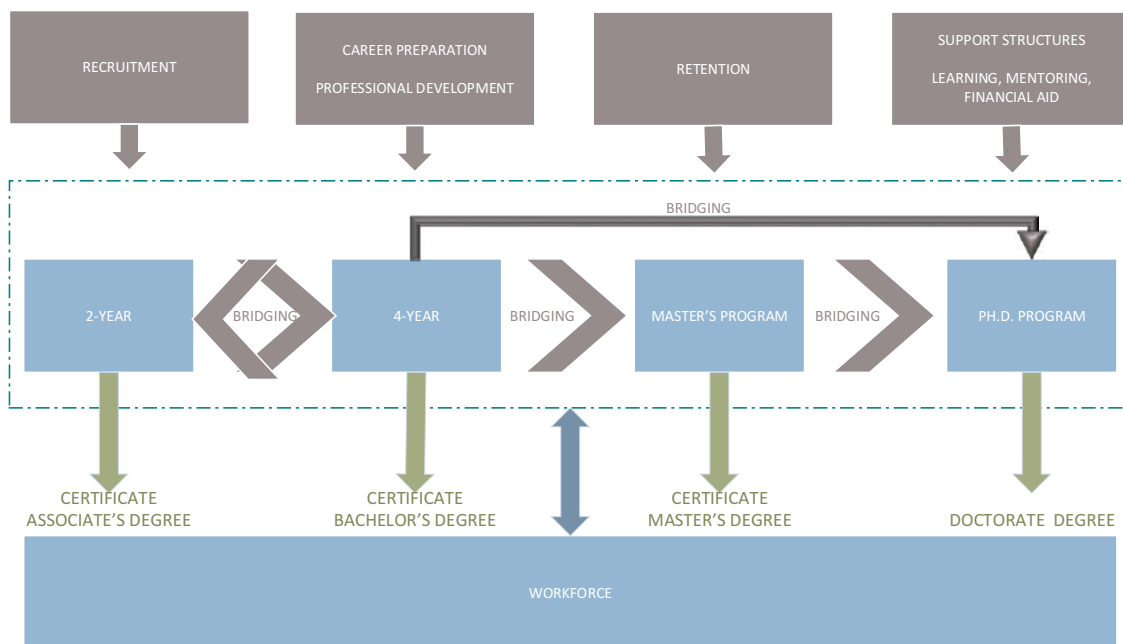 RECRUITMENT
CAREER PREPARATION
PROFESSIONAL DEVELOPMENT
RETENTION
SUPPORT STRUCTURES
LEARNING, MENTORING,
FINANCIAL AID
BRIDGING
2-YEAR
BRIDGING
4-YEAR
BRIDGING
MASTER’S PROGRAM
BRIDGING
PH.D. PROGRAM
CERTIFICATE
ASSOCIATE’S DEGREE
CERTIFICATE
BACHELOR’S DEGREE
CERTIFICATE
MASTER’S DEGREE
DOCTORATE DEGREE
WORKFORCE